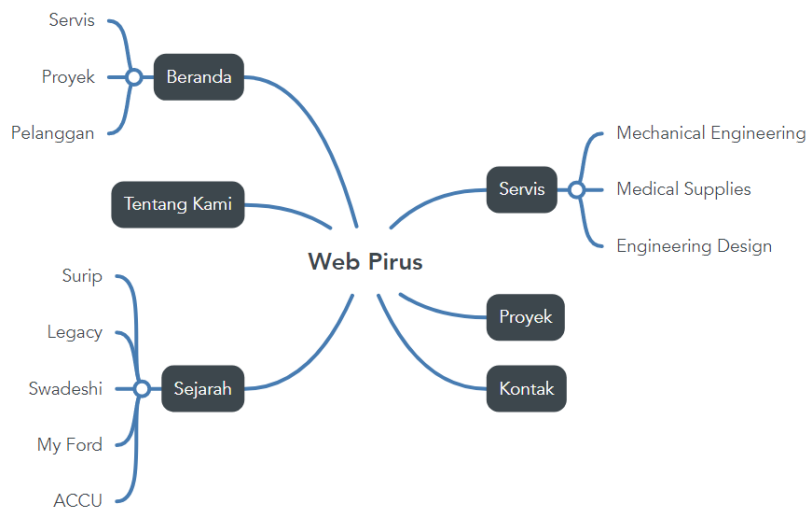 Servis
Proyek
Pelanggan
Beranda
Tentang Kami
Surip
Legacy
Swadeshi
My Ford
ACCU
Sejarah
Web Pirus
Servis
Mechanical Engineering
Medical Supplies
Engineering Design
Proyek
Kontak